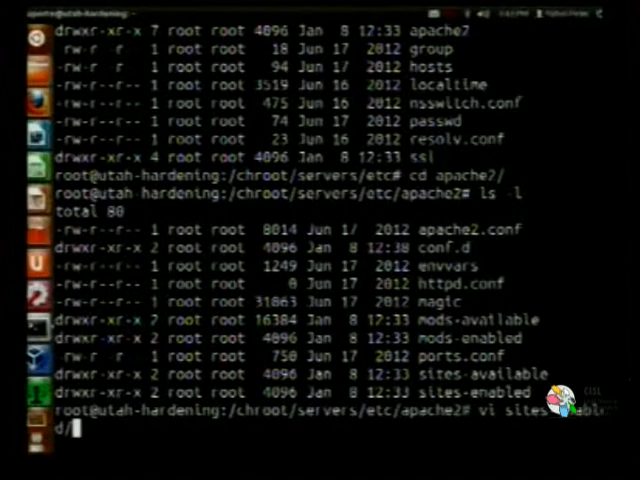 drwxr-xr-x 7 root root 4096 Jan 8 12:33 apache2
-rw-r--r-- 1 root root 18 Jun 17 2012 group
-rw-r--r-- 1 root root 94 Jun 17 2012 hosts
-rw-r--r-- 1 root root 3519 Jun 16 2012 localtime
-rw-r--r-- 1 root root 475 Jun 16 2012 nsswitch.conf
-rw-r--r-- 1 root root 74 Jun 17 2012 passwd
-rw-r--r-- 1 root root 23 Jun 16 2012 resolv.conf
drwxr-xr-x 4 root root 4096 Jan 8 12:33 ssl
root@utah-hardening:/chroot/servers/etc# cd apache2/
root@utah-hardening:/chroot/servers/etc/apache2# ls -l
total 80
-rw-r--r-- 1 root root 8014 Jun 17 2012 apache2.conf
drwxr-xr-x 2 root root 4096 Jan 8 12:38 conf.d
-rw-r--r-- 1 root root 1249 Jun 17 2012 envvars
-rw-r--r-- 1 root root 0 Jun 17 2012 httpd.conf
-rw-r--r-- 1 root root 31063 Jun 17 2012 magic
drwxr-xr-x 2 root root 16384 Jan 8 12:33 mods-available
drwxr-xr-x 2 root root 4096 Jan 8 12:33 mods-enabled
-rw-r--r-- 1 root root 750 Jun 17 2012 ports.conf
drwxr-xr-x 2 root root 4096 Jan 8 12:33 sites-available
drwxr-xr-x 2 root root 4096 Jan 8 12:33 sites-enabled
root@utah-hardening:/chroot/servers/etc/apache2# vi sites-enable
d/